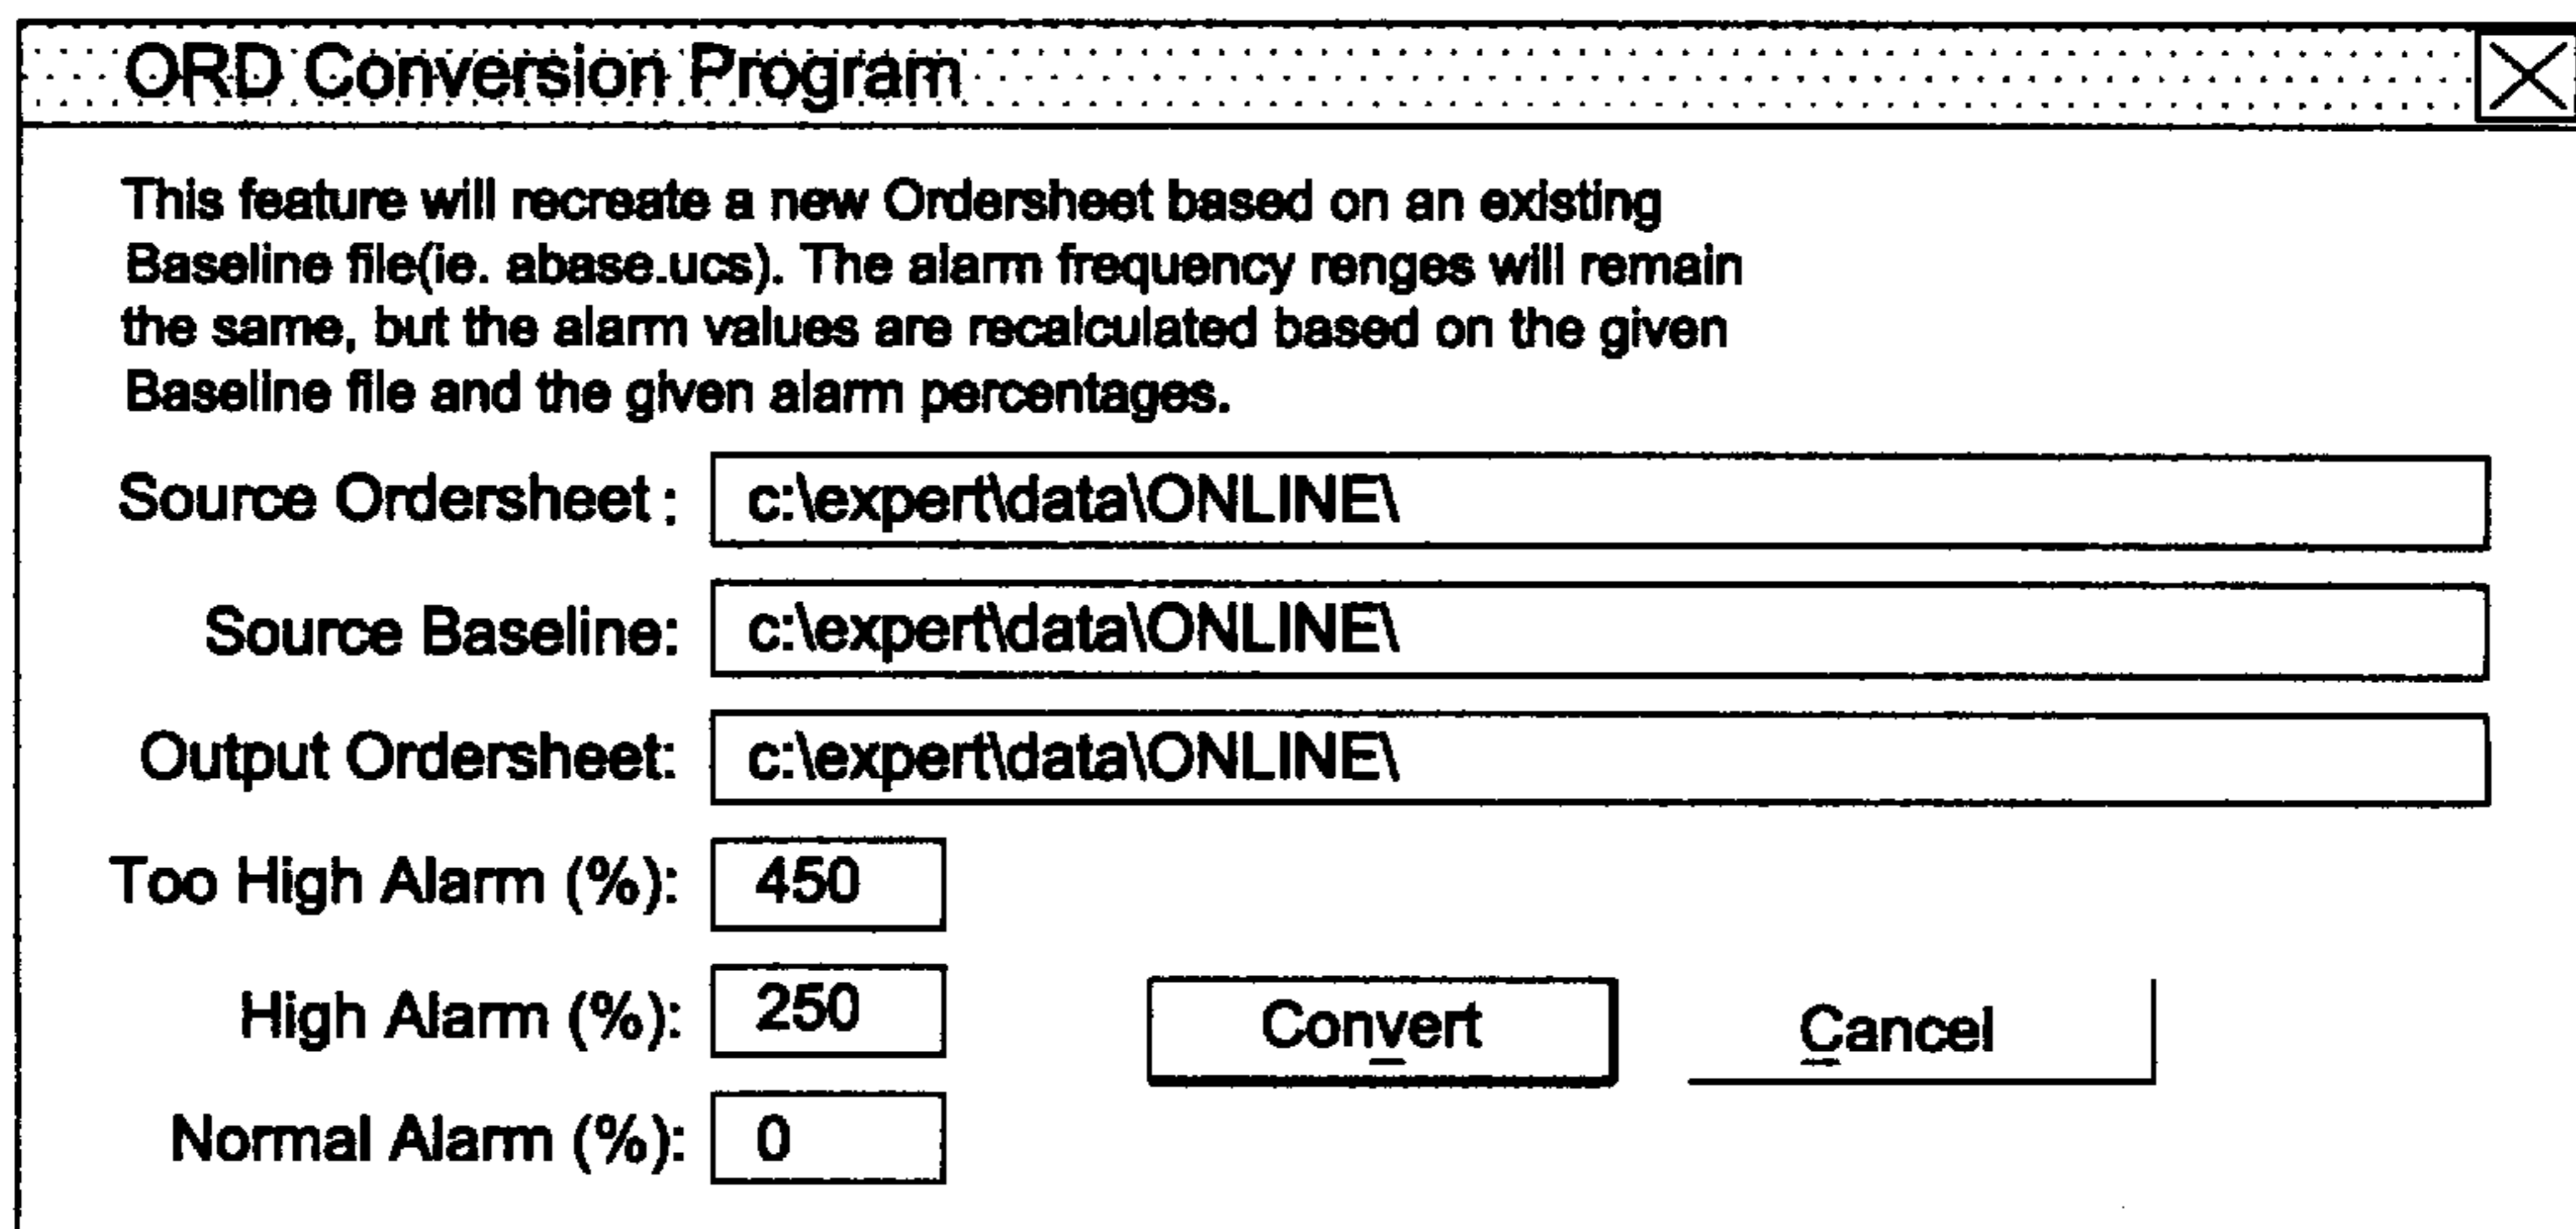 ORD Conversion Program
This feature will recreate a new Ordersheet based on an existing
Baseline file(ie. abase.ucs). The alarm frequency renges will remain
the same, but the alarm values are recalculated based on the given
Baseline file and the given alarm percentages.
Source Ordersheet: c:\expert\data\ONLINE\
Source Baseline: c:\expert\data\ONLINE\
Output Ordersheet: c:\expert\data\ONLINE\
Too High Alarm (%): 450
High Alarm (%): 250
Convert Cancel
Normal Alarm (%): 0